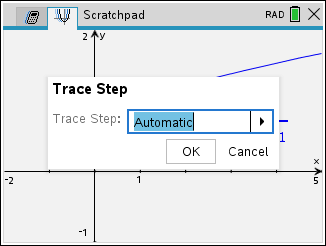 Scratchpad
RAD
2
y
Trace Step
Trace Step: Automatic
1
OK Cancel
x
-2
1
5
-1